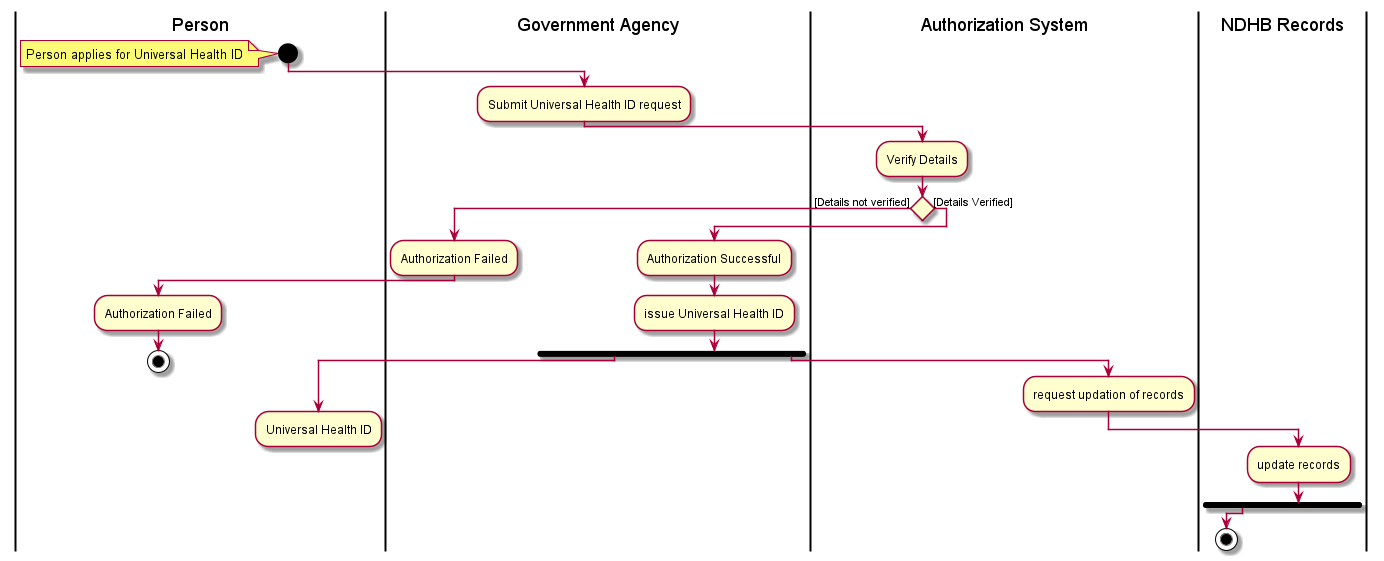 Person
Government Agency
Authorization System
NDHB Records
Person applies for Universal Health ID
Submit Universal Health ID request
Verify Details
[Details not verified]
[Details Verified]
Authorization Failed
Authorization Successful
Authorization Failed
issue Universal Health ID
request updation of records
Universal Health ID
update records